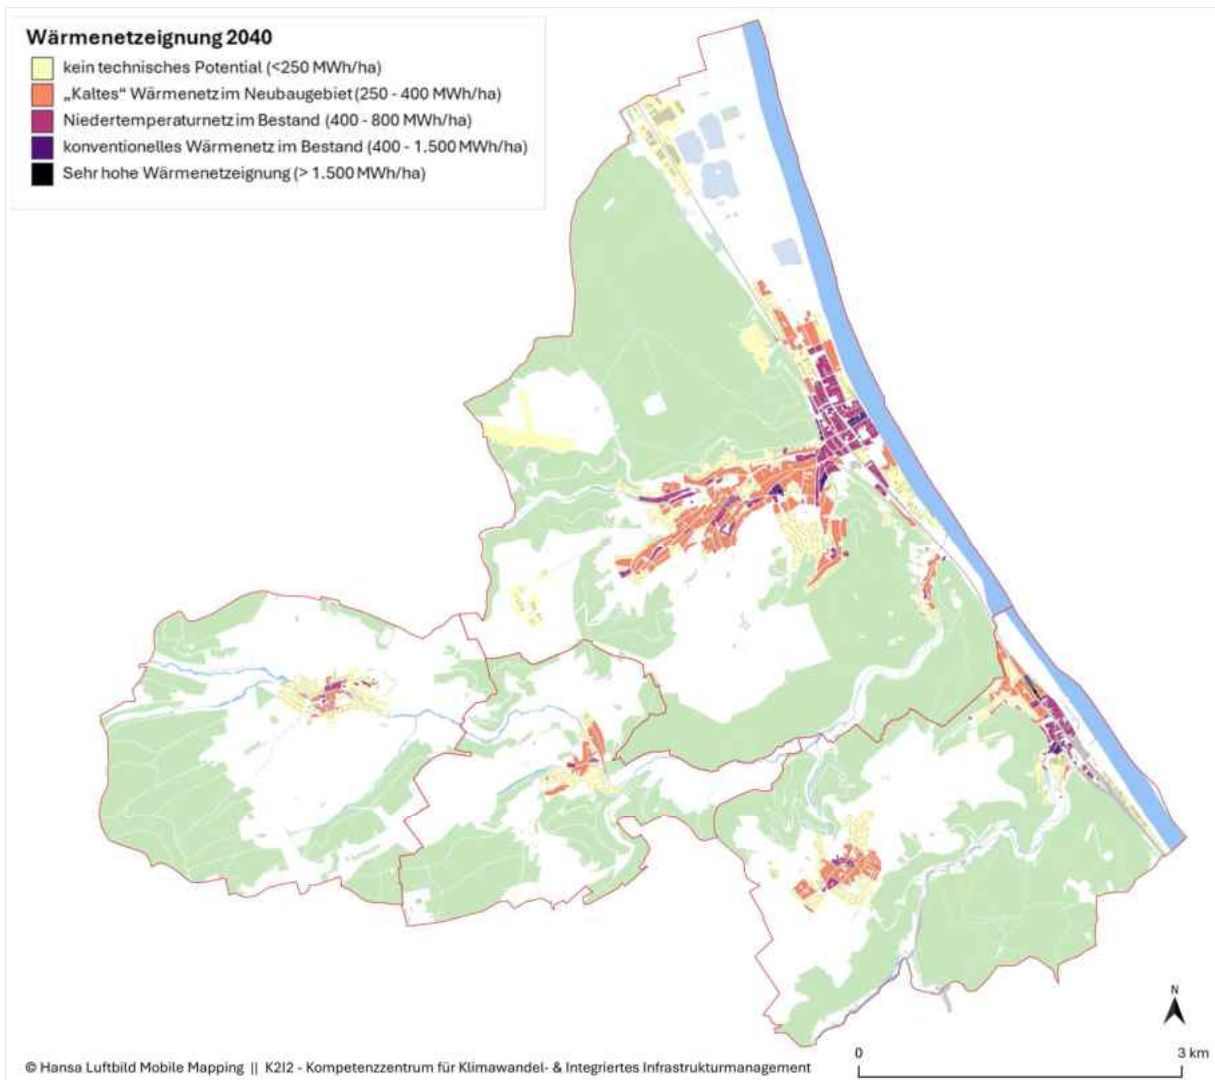 Wärmenetzeignung 2040
kein technisches Potential (<250 MWh/ha)
„Kaltes“ Wärmenetz im Neubaugebiet (250 - 400 MWh/ha)
Niedertemperaturnetz im Bestand (400 - 800 MWh/ha)
konventionelles Wärmenetz im Bestand (400 - 1.500 MWh/ha)
Sehr hohe Wärmenetzeignung (> 1.500 MWh/ha)
N
0 3 km
© Hansa Luftbild Mobile Mapping || K2I2 - Kompetenzzentrum für Klimawandel- & Integriertes Infrastrukturmanagement